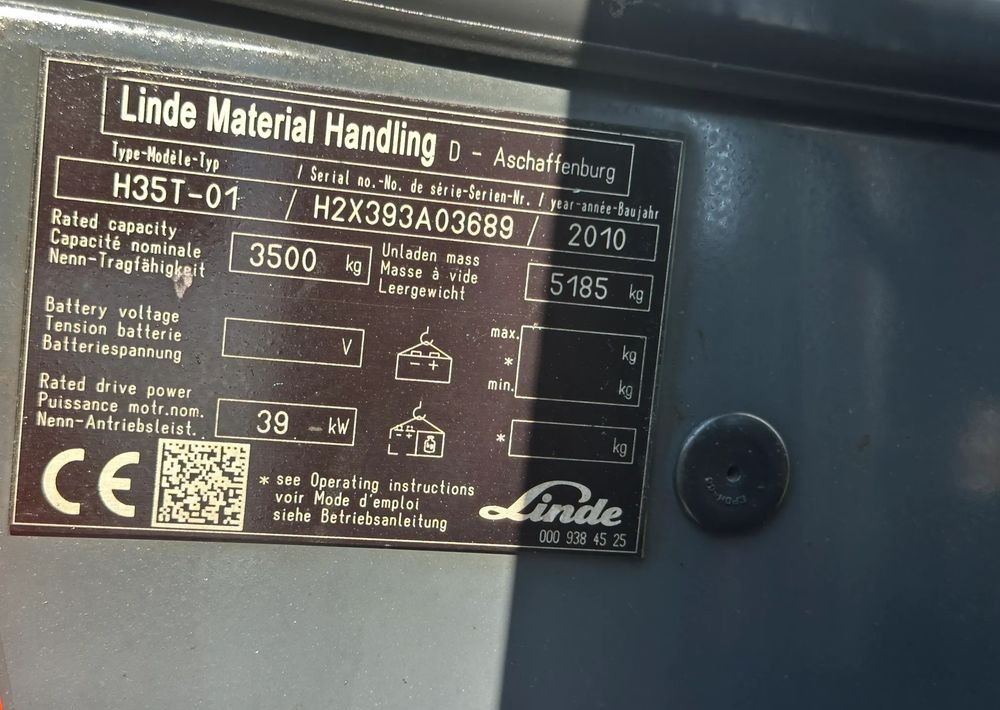 Linde Material Handling D - Aschaffenburg
Type-Modèle-Typ / Serial no.-No. de série-Serien-Nr. / year-année-Baujahr
H35T-01 / H2X393A03689 / 2010
Rated capacity
Capacité nominale
Nenn-Tragfähigkeit
3500 kg
Unladen mass
Masse à vide
Leergewicht
5185 kg
Battery voltage
Tension batterie
Batteriespannung
V
- +
max. kg
*
min. kg
Rated drive power
Puissance motr.nom.
Nenn-Antriebsleist.
39 kW
- +
* kg
CE
* see Operating instructions
voir Mode d'emploi
siehe Betriebsanleitung
Linde
000 938 45 25